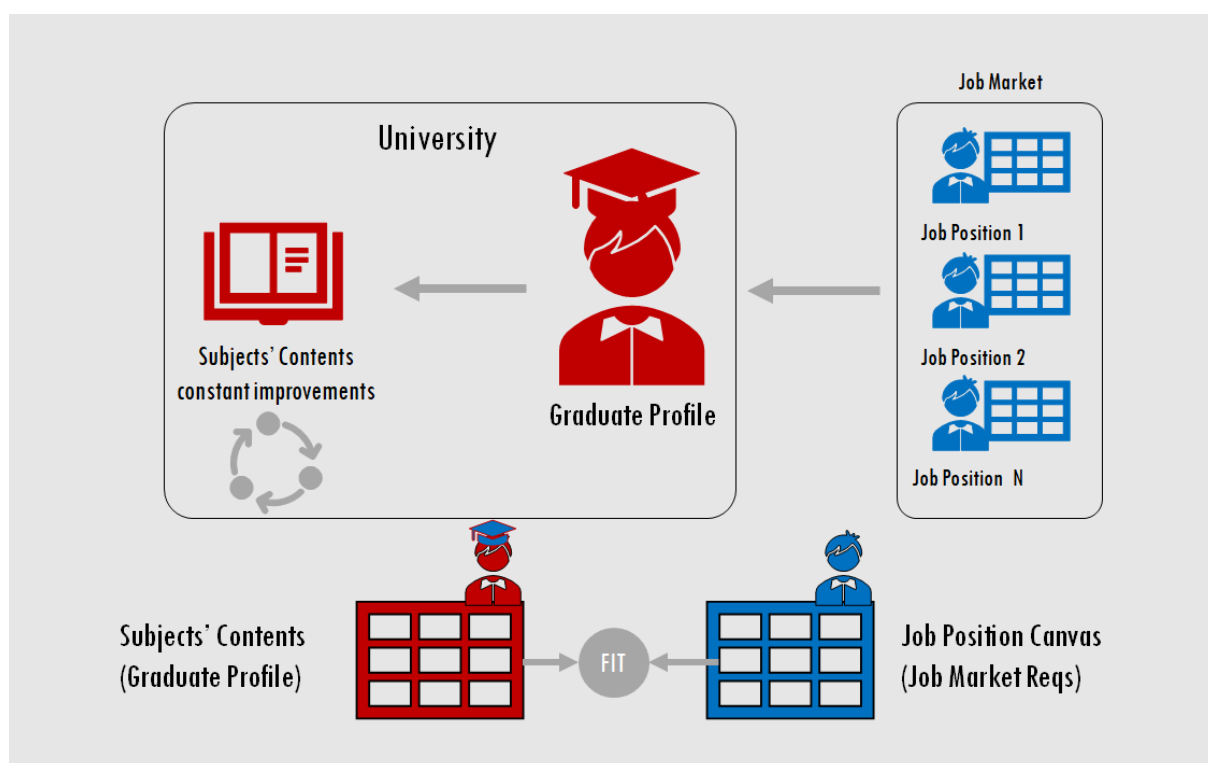 Job Market
University
Job Position 1
Subjects' Contents
constant improvements
Job Position 2
Graduate Profile
Job Position N
Subjects' Contents
(Graduate Profile)
FIT
Job Position Canvas
(Job Market Reqs)